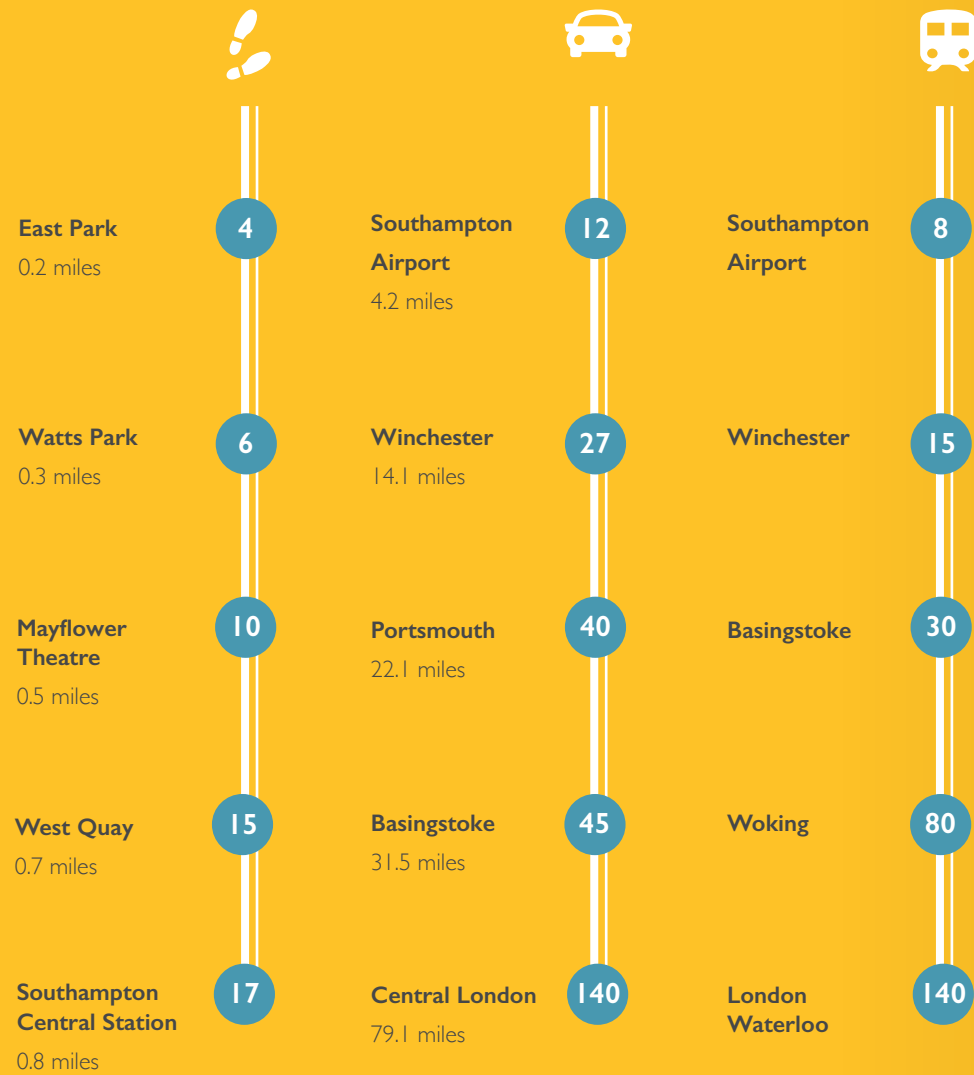 East Park
0.2 miles
4
Watts Park
0.3 miles
6
Mayflower
Theatre
0.5 miles
10
West Quay
0.7 miles
15
Southampton
Central Station
0.8 miles
17
Southampton
Airport
4.2 miles
12
Winchester
14.1 miles
27
Portsmouth
22.1 miles
40
Basingstoke
31.5 miles
45
Central London
79.1 miles
140
Southampton
Airport
8
Winchester
15
Basingstoke
30
Woking
80
London
Waterloo
140